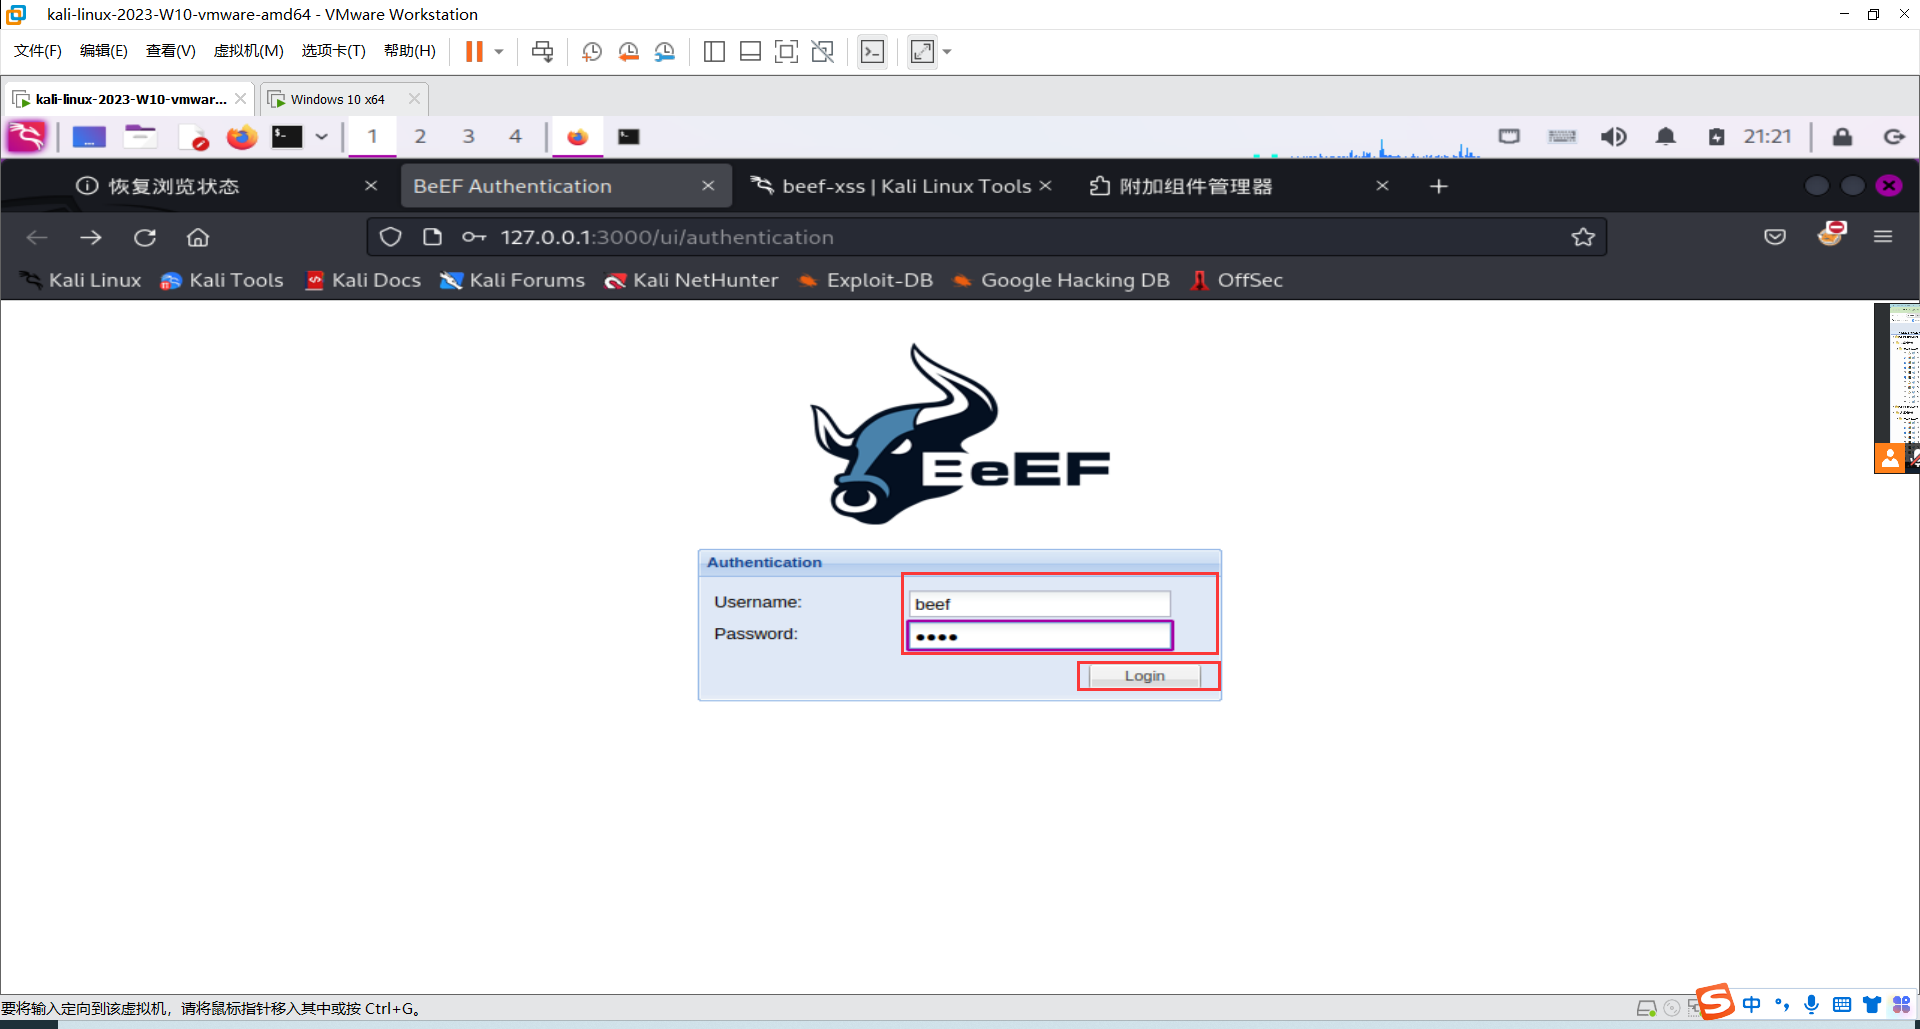 kali-linux-2023-W10-vmware-amd64 - VMware Workstation
文件(F) 编辑(E) 查看(V) 虚拟机(M) 选项卡(T) 帮助(H)
kali-linux-2023-W10-vmwar... Windows 10 x64
1 2 3 4 21:21
恢复浏览状态 BeEF Authentication beef-xss | Kali Linux Tools 附加组件管理器
127.0.0.1:3000/ui/authentication
Kali Linux Kali Tools Kali Docs Kali Forums Kali NetHunter Exploit-DB Google Hacking DB OffSec
BeEF
Authentication
Username: beef
Password: ••••
Login
要将输入定向到该虚拟机，请将鼠标指针移入其中或按 Ctrl+G。
中